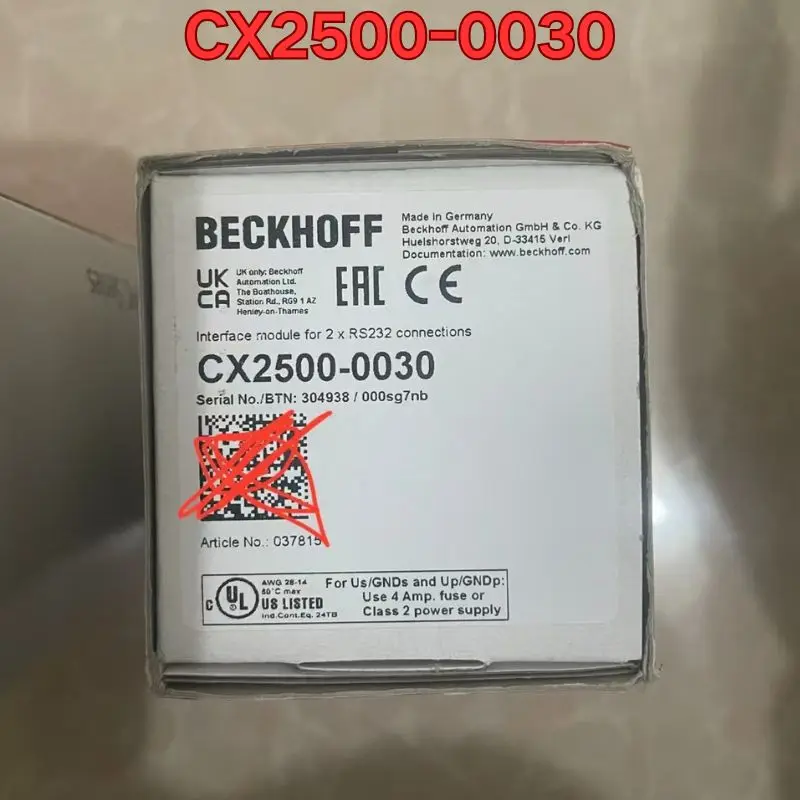 CX2500-0030
BECKHOFF
Made in Germany
Beckhoff Automation GmbH & Co. KG
Huelshorstweg 20, D-33415 Verl
Documentation: www.beckhoff.com
UK
CA
UK only: Beckhoff
Automation Ltd.
The Boathouse,
Station Rd., RG9 1 AZ
Henley-on-Thames
EAC CE
Interface module for 2 x RS232 connections
CX2500-0030
Serial No./BTN: 304938 / 000sg7nb
Article No.: 037815
C UL
AWG 28-14
60°C max
US LISTED
Ind.Cont.Eq. 24TB
For Us/GNDs and Up/GNDp:
Use 4 Amp. fuse or
Class 2 power supply